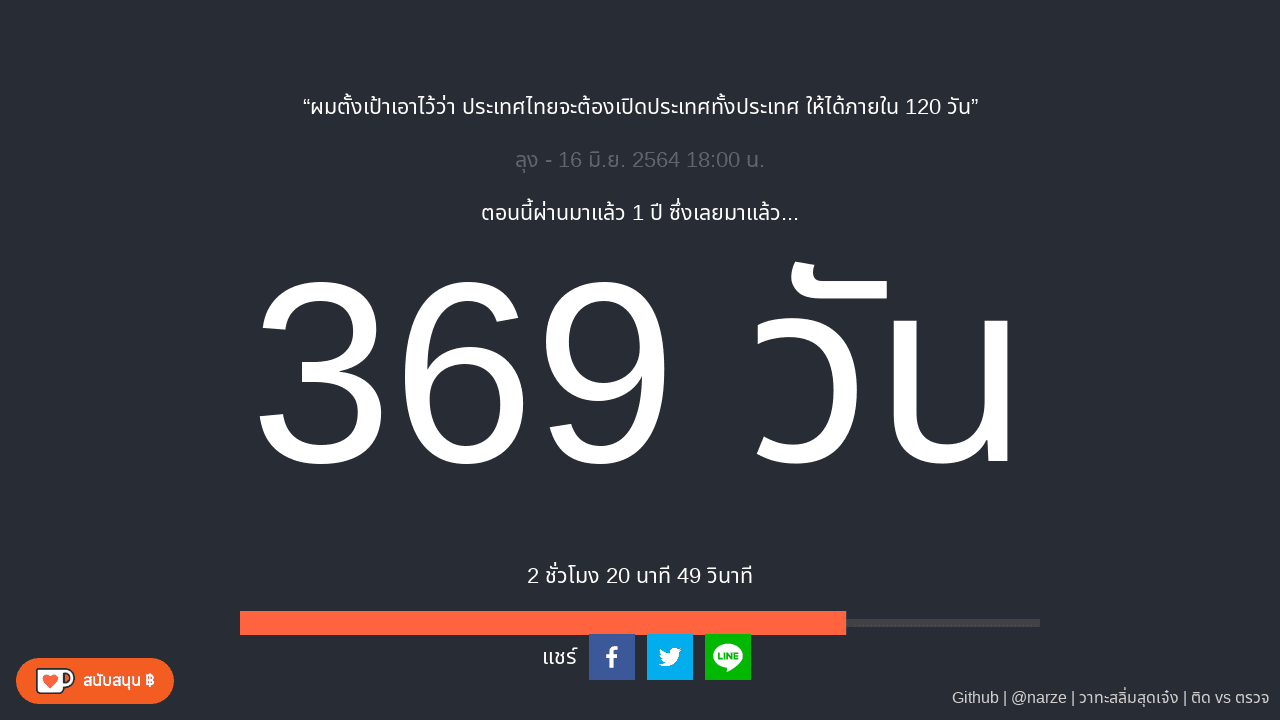 “ผมตั้งเป้าเอาไว้ว่า ประเทศไทยจะต้องเปิดประเทศทั้งประเทศ ให้ได้ภายใน 120 วัน”
ลุง - 16 มิ.ย. 2564 18:00 น.
ตอนนี้ผ่านมาแล้ว 1 ปี ซึ่งเลยมาแล้ว...
369 วัน
2 ชั่วโมง 20 นาที 49 วินาที
แชร์
LINE
สนับสนุน ฿
Github | @narze | วาทะสลิ่มสุดเจ๋ง | ติด vs ตรวจ